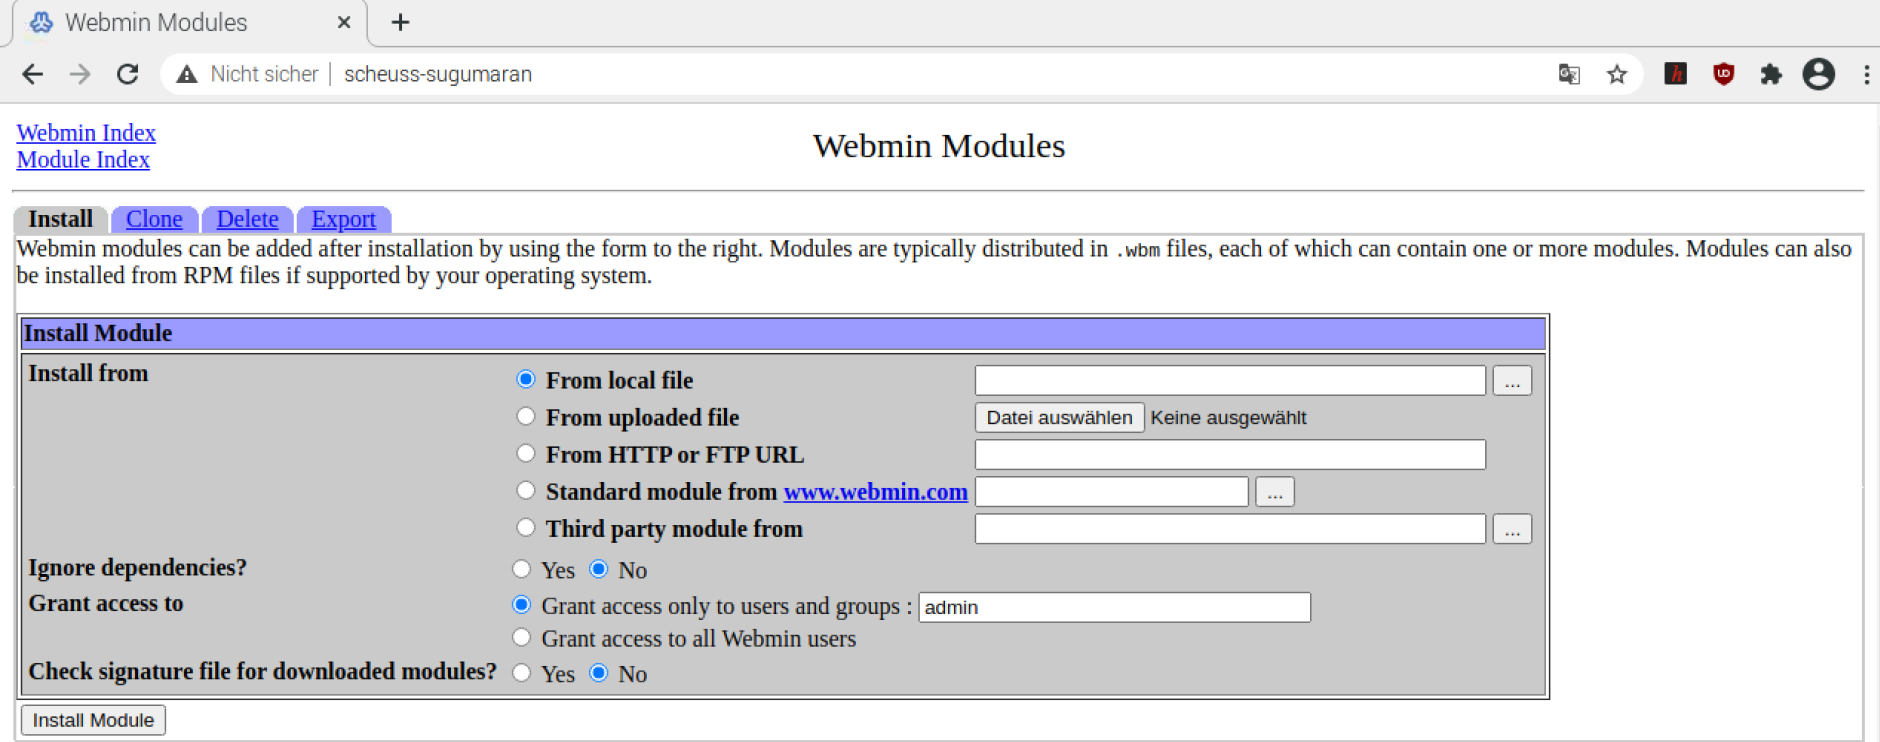 Webmin Modules
Nicht sicher | scheuss-sugumaran
Webmin Index
Module Index
Webmin Modules
Install Clone Delete Export
Webmin modules can be added after installation by using the form to the right. Modules are typically distributed in .wbm files, each of which can contain one or more modules. Modules can also
be installed from RPM files if supported by your operating system.
Install Module
Install from
From local file ...
From uploaded file Datei auswählen Keine ausgewählt
From HTTP or FTP URL
Standard module from www.webmin.com ...
Third party module from ...
Ignore dependencies? Yes No
Grant access to Grant access only to users and groups : admin
Grant access to all Webmin users
Check signature file for downloaded modules? Yes No
Install Module